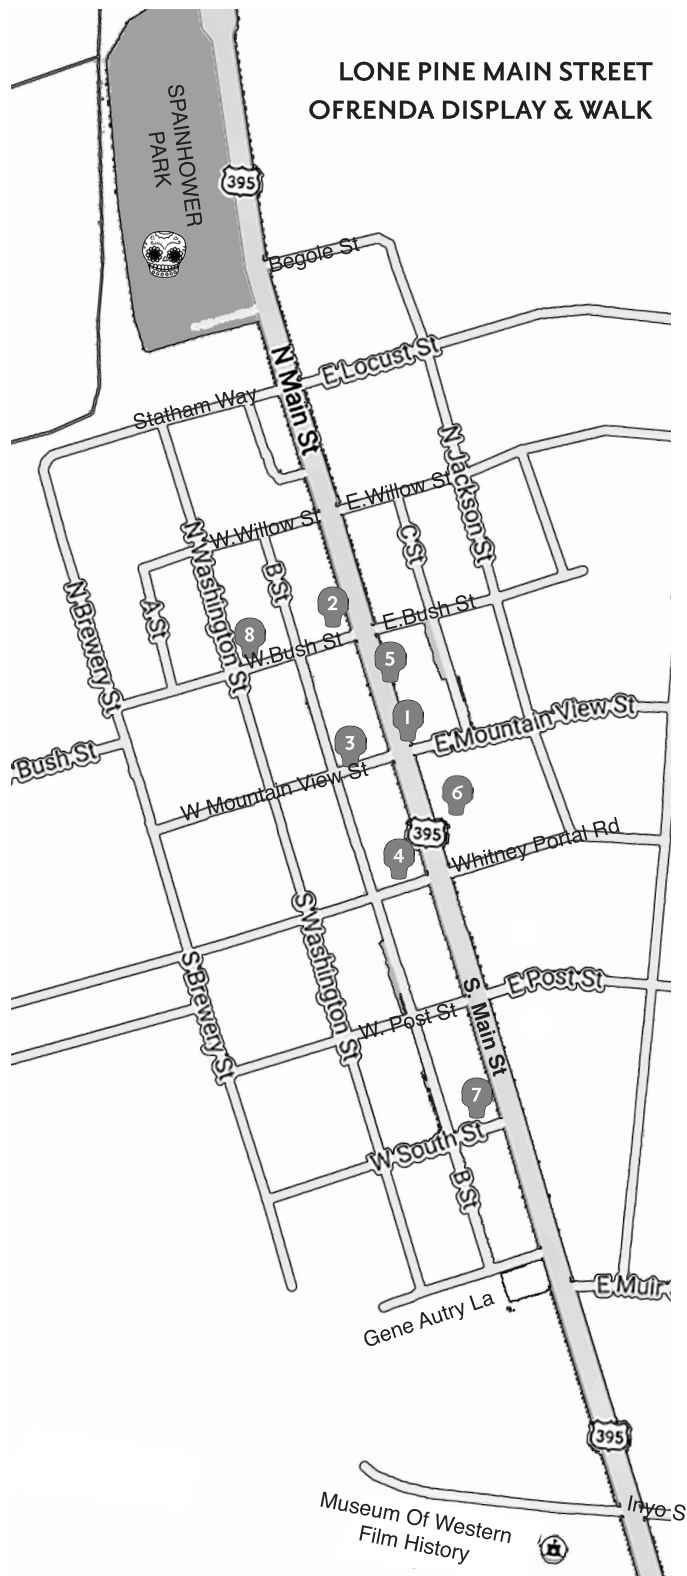 LONE PINE MAIN STREET
OFRENDA DISPLAY & WALK
SPAINHOWER
PARK
395
Begole St
N Main St
E Locust St
Statham Way
N Jackson St
E.Willow St
W.Willow St
C St
N Washington St
B St
N Brewery St
A St
2
E.Bush St
8
W.Bush St
5
1
E Mountain View St
3
Bush St
W Mountain View St
6
395
4
Whitney Portal Rd
S Washington St
S Brewery St
E Post St
S. Main St
W. Post St
7
W South St
B St
E Muir
Gene Autry La
395
Inyo S
Museum Of Western
Film History